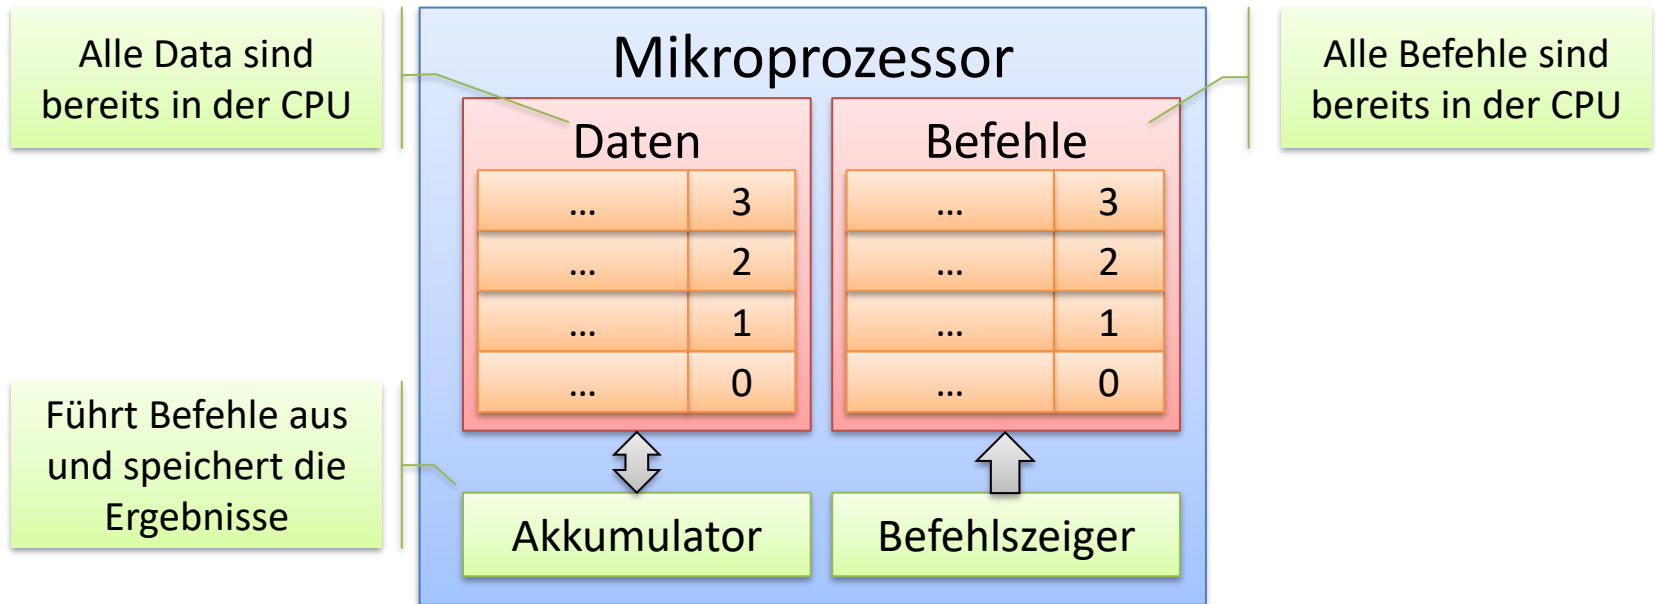 Alle Data sind
bereits in der CPU
Mikroprozessor
Alle Befehle sind
bereits in der CPU
Daten
… 3
… 2
… 1
… 0
Befehle
… 3
… 2
… 1
… 0
Führt Befehle aus
und speichert die
Ergebnisse
Akkumulator
Befehlszeiger